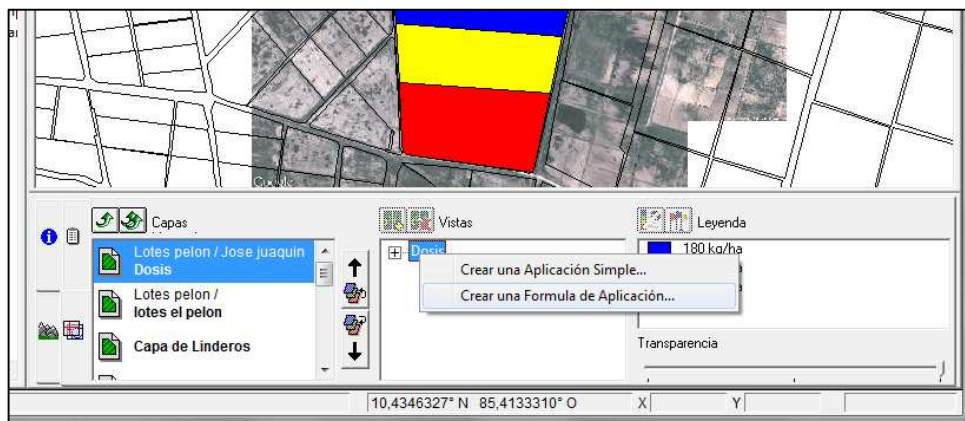 Google
Capas
Lotes pelon / Jose juaquin
Dosis
Lotes pelon /
lotes el pelon
Capa de Linderos
Vistas
Dosis
Crear una Aplicación Simple...
Crear una Formula de Aplicación...
Leyenda
180 kg/ha
Transparencia
10,4346327° N 85,4133310° O
X
Y